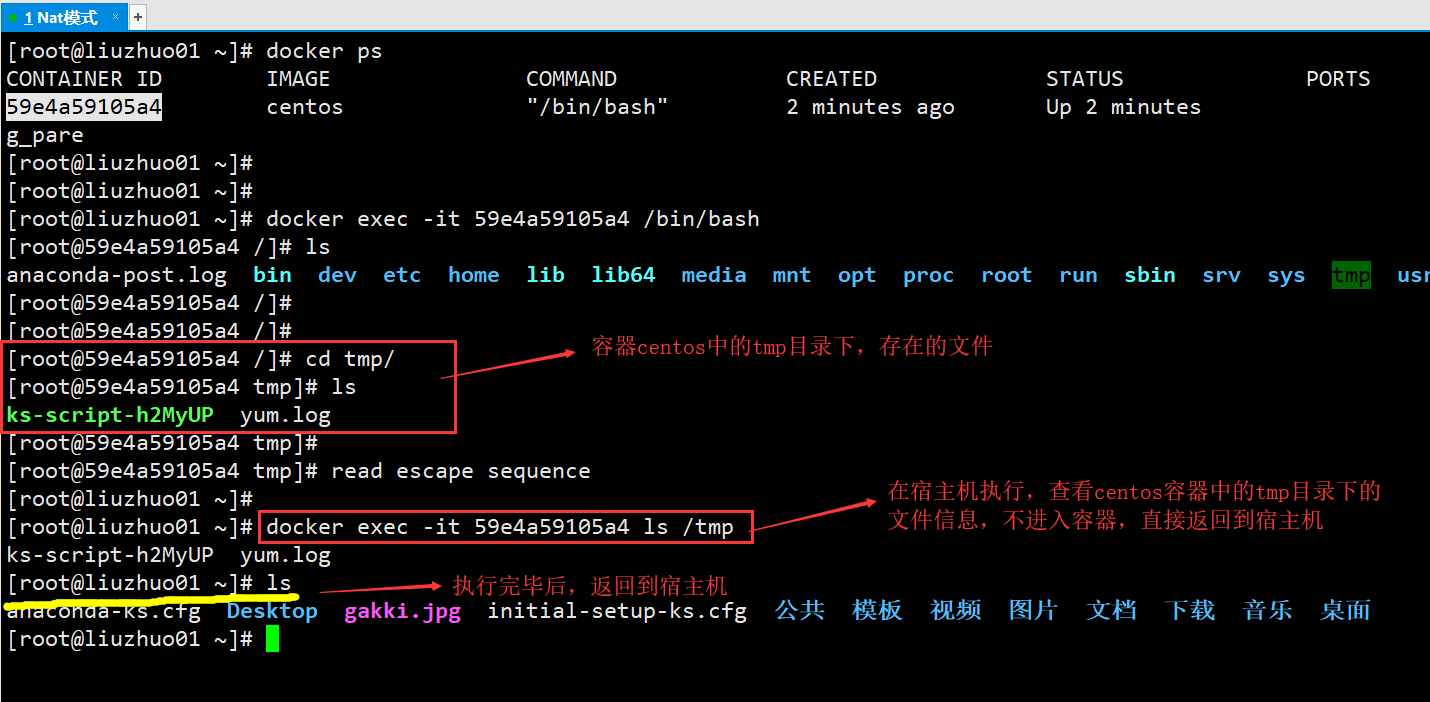 1 Nat模式 × +
[root@liuzhuo01 ~]# docker ps
CONTAINER ID IMAGE COMMAND CREATED STATUS PORTS
59e4a59105a4 centos "/bin/bash" 2 minutes ago Up 2 minutes
g_pare
[root@liuzhuo01 ~]#
[root@liuzhuo01 ~]#
[root@liuzhuo01 ~]# docker exec -it 59e4a59105a4 /bin/bash
[root@59e4a59105a4 /]# ls
anaconda-post.log bin dev etc home lib lib64 media mnt opt proc root run sbin srv sys tmp usr
[root@59e4a59105a4 /]#
[root@59e4a59105a4 /]#
[root@59e4a59105a4 /]# cd tmp/
容器centos中的tmp目录下，存在的文件
[root@59e4a59105a4 tmp]# ls
ks-script-h2MyUP yum.log
[root@59e4a59105a4 tmp]#
[root@59e4a59105a4 tmp]# read escape sequence
[root@liuzhuo01 ~]#
在宿主机执行，查看centos容器中的tmp目录下的
文件信息，不进入容器，直接返回到宿主机
[root@liuzhuo01 ~]# docker exec -it 59e4a59105a4 ls /tmp
ks-script-h2MyUP yum.log
[root@liuzhuo01 ~]# ls
执行完毕后，返回到宿主机
anaconda-ks.cfg Desktop gakki.jpg initial-setup-ks.cfg 公共 模板 视频 图片 文档 下载 音乐 桌面
[root@liuzhuo01 ~]#